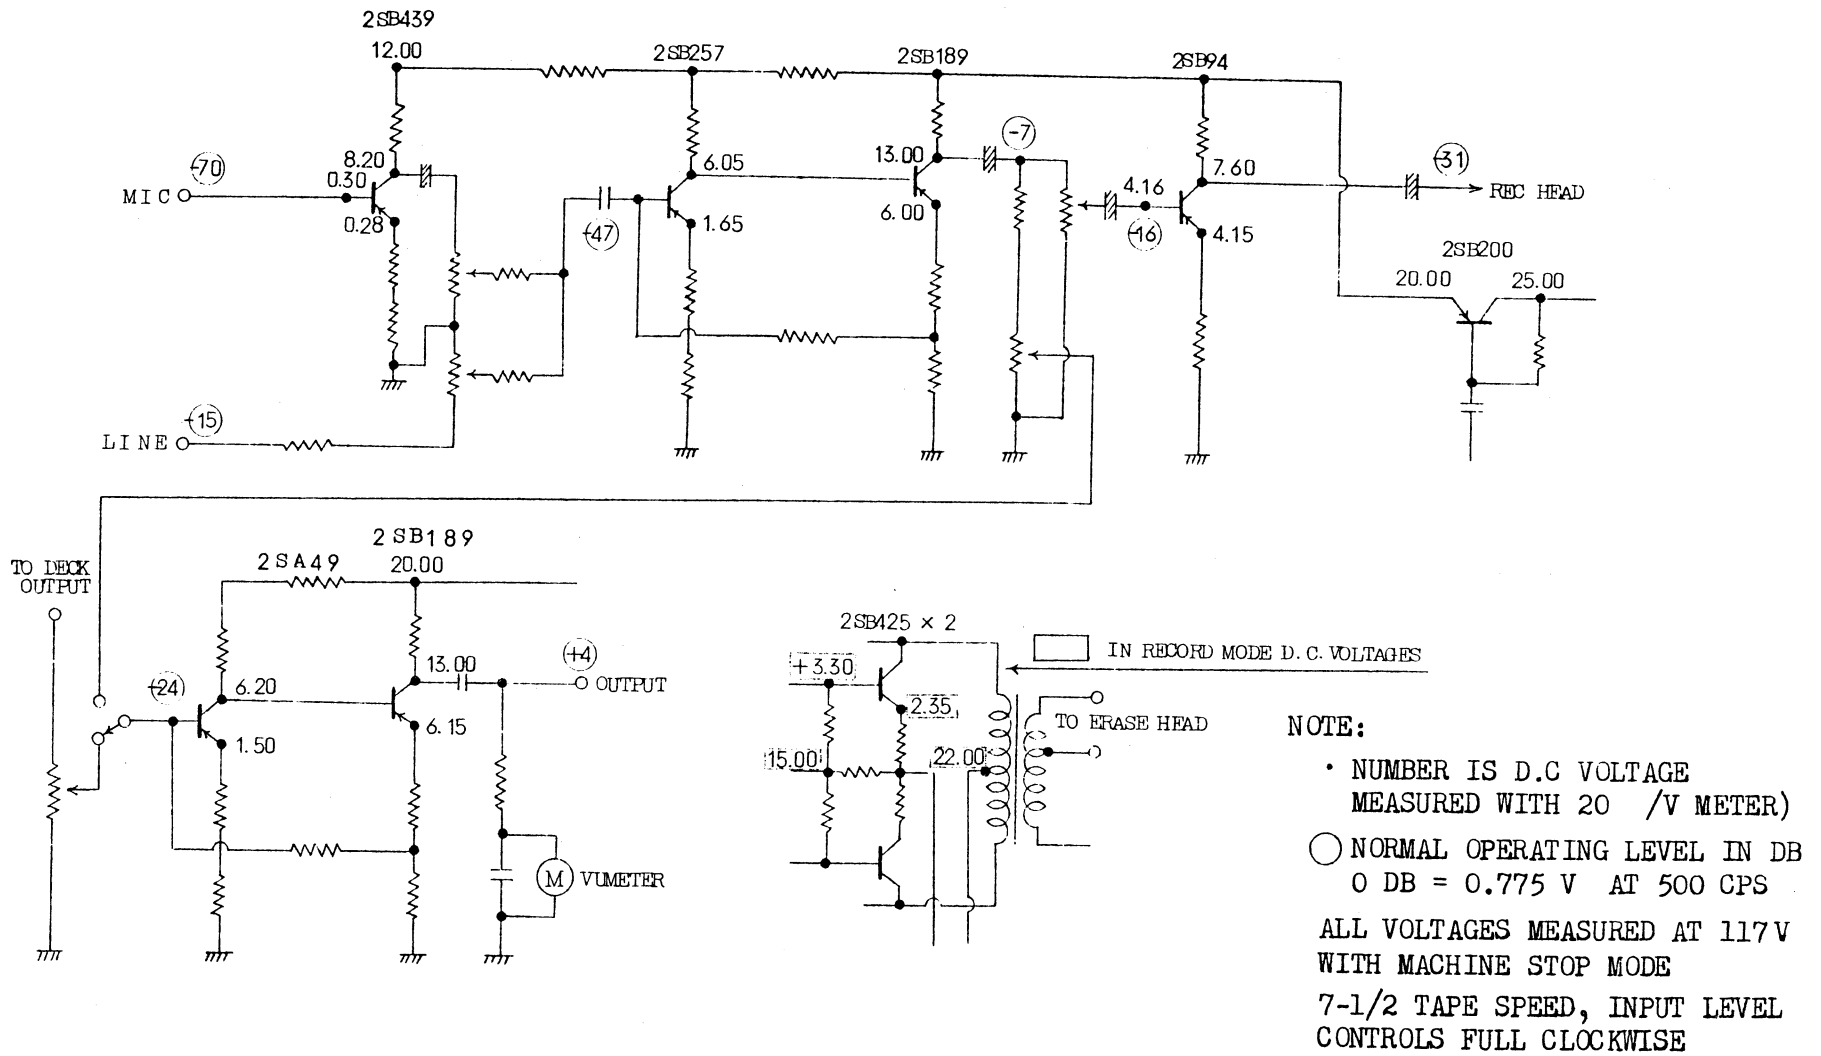 2SB439
12.00
2SB257
2SB189
2SB94
-70
MIC
8.20
0.30
0.28
6.05
1.65
-47
13.00
6.00
-7
4.16
-16
7.60
4.15
-31
REC HEAD
2SB200
20.00
25.00
-15
LINE
TO DECK
OUTPUT
2SA49
2SB189
20.00
-24
6.20
1.50
13.00
6.15
+4
OUTPUT
M
VUMETER
2SB425 × 2
+3.30
2.35
15.00
22.00
IN RECORD MODE D.C. VOLTAGES
TO ERASE HEAD
NOTE:
· NUMBER IS D.C VOLTAGE
MEASURED WITH 20 /V METER)
NORMAL OPERATING LEVEL IN DB
0 DB = 0.775 V AT 500 CPS
ALL VOLTAGES MEASURED AT 117V
WITH MACHINE STOP MODE
7-1/2 TAPE SPEED, INPUT LEVEL
CONTROLS FULL CLOCKWISE